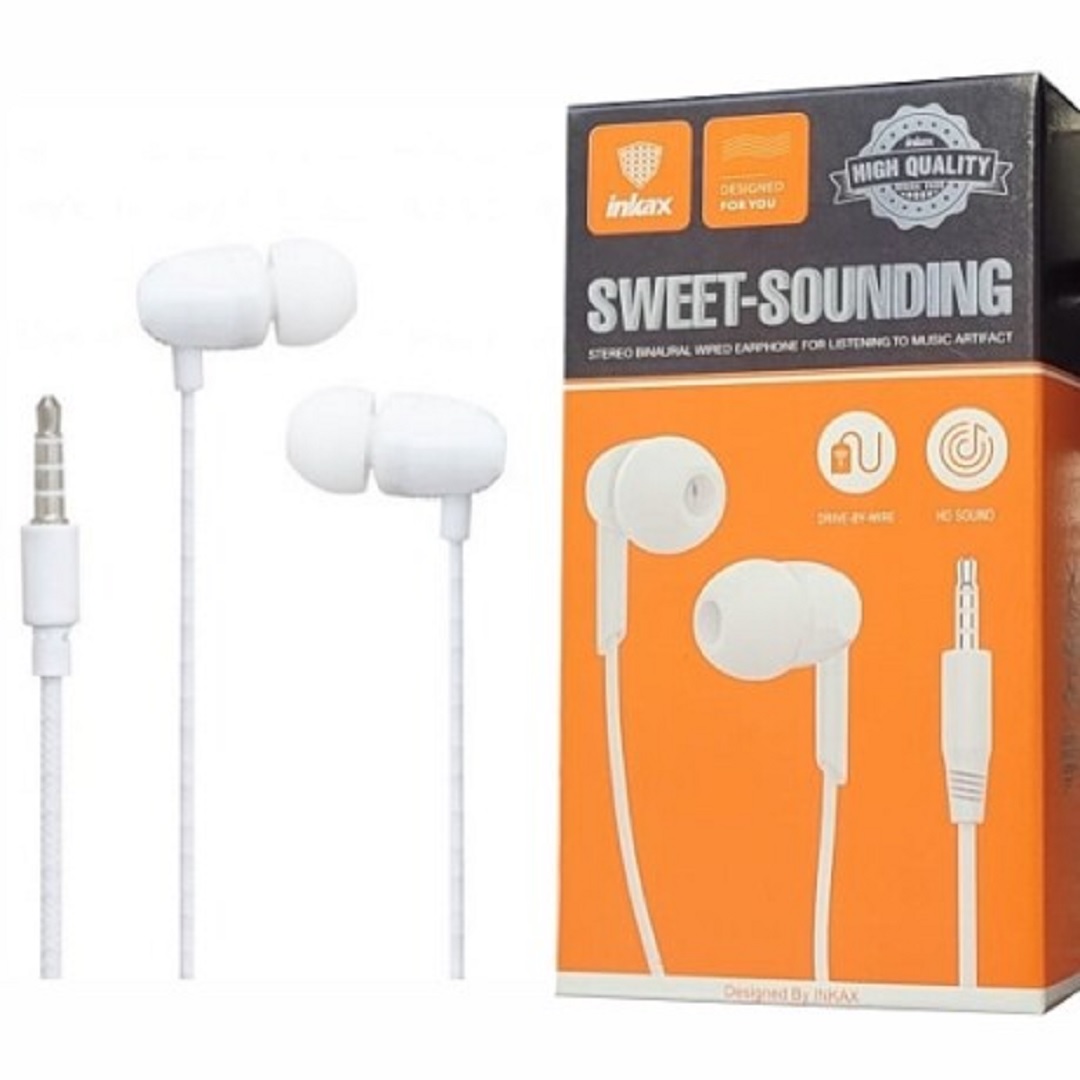 inkax
DESIGNED
FOR YOU
inkax
HIGH QUALITY
SWEET-SOUNDING
STEREO BINAURAL WIRED EARPHONE FOR LISTENING TO MUSIC ARTIFACT
DRIVE-BY-WIRE
HD SOUND
Designed By INKAX